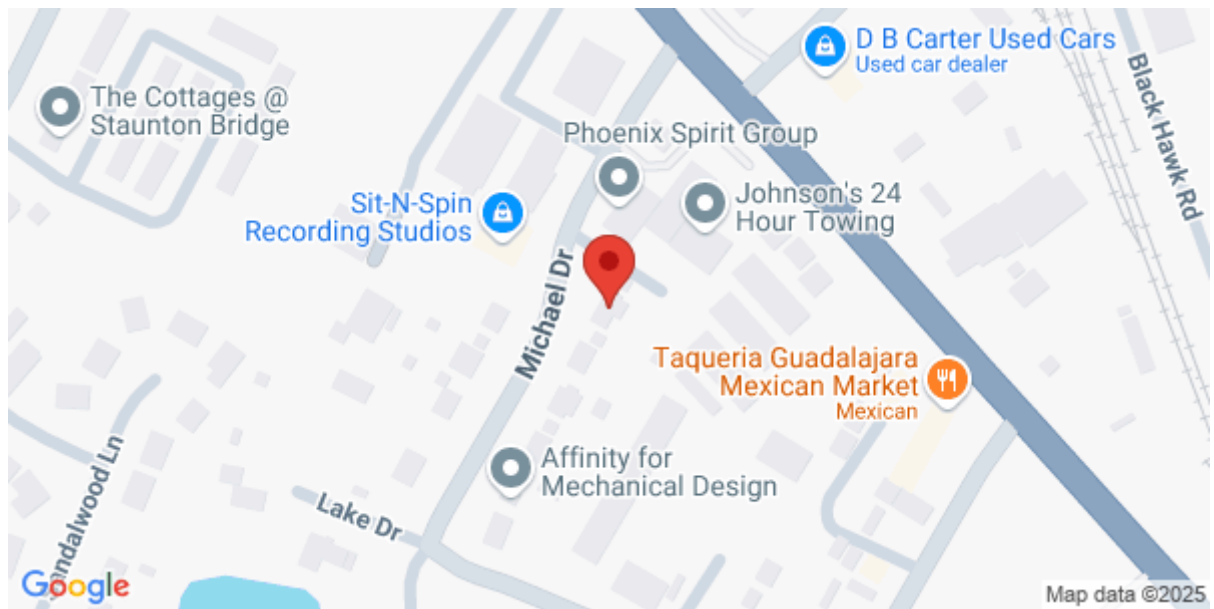 D B Carter Used Cars
Used car dealer
Black Hawk Rd
The Cottages @
Staunton Bridge
Phoenix Spirit Group
Sit-N-Spin
Recording Studios
Johnson's 24
Hour Towing
Michael Dr
Taqueria Guadalajara
Mexican Market
Mexican
Affinity for
Mechanical Design
Lake Dr
Google
Map data ©2025